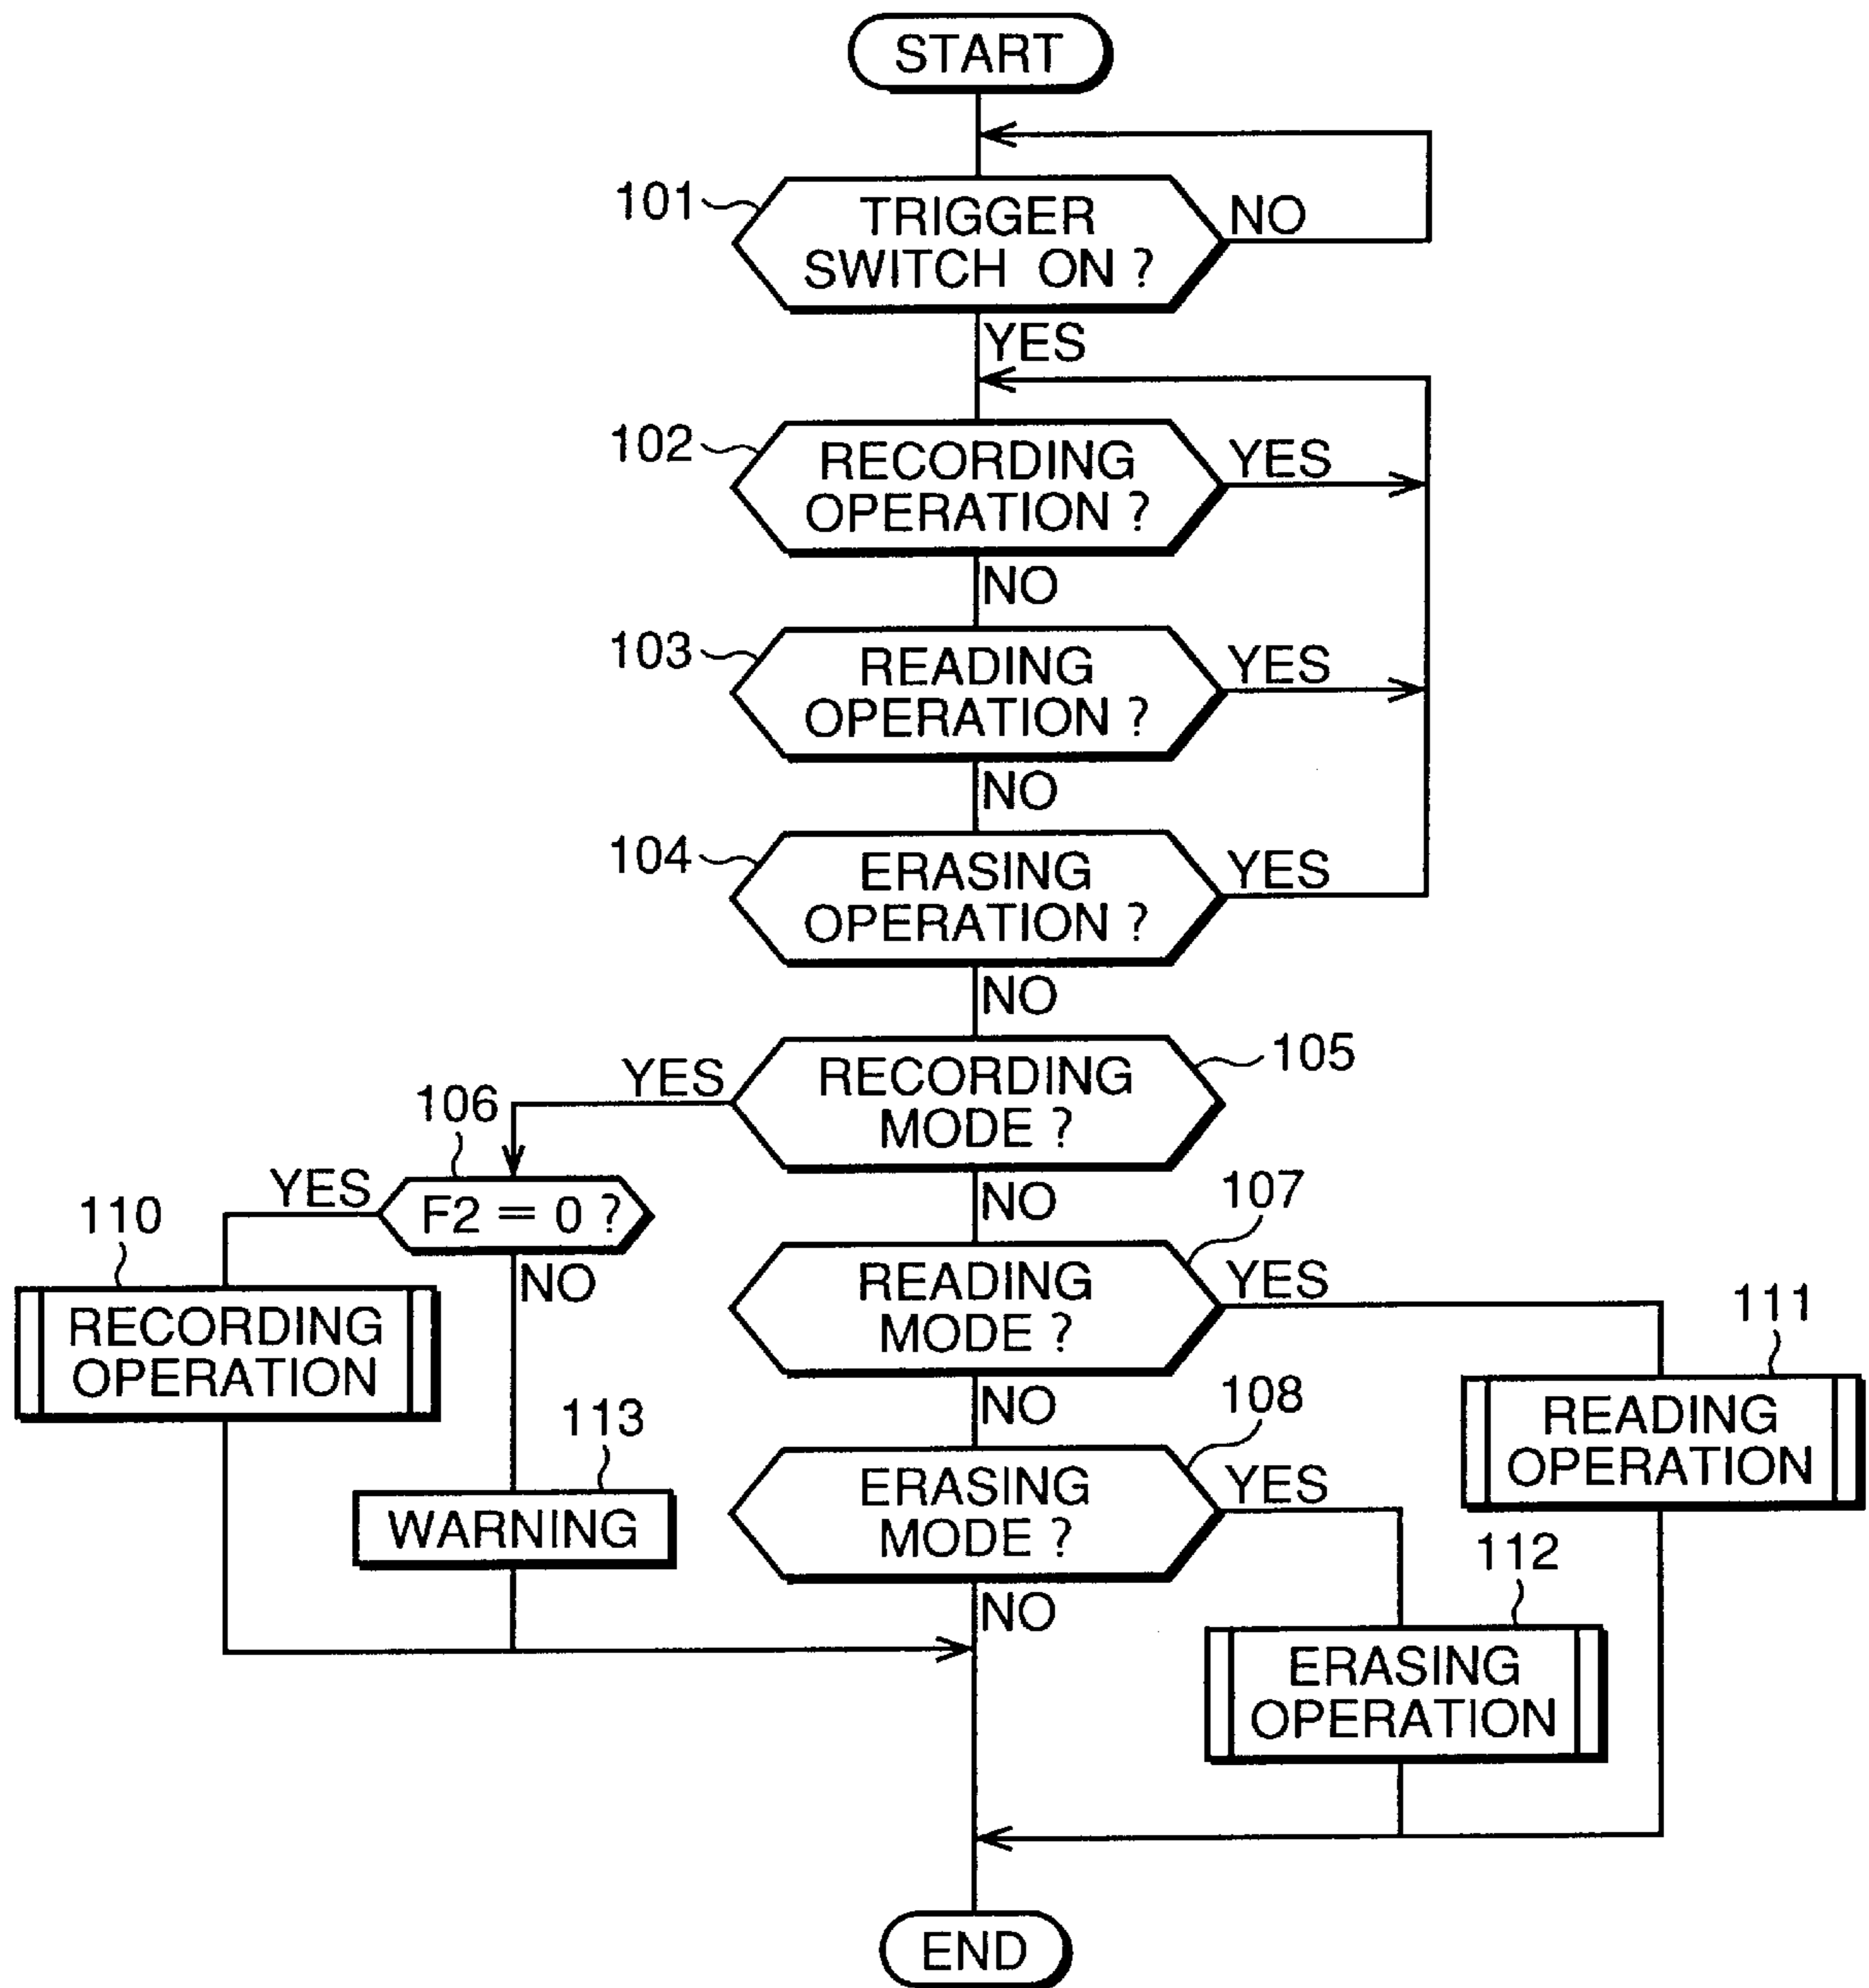 START
101
TRIGGER
SWITCH ON ?
NO
YES
102
RECORDING
OPERATION ?
YES
NO
103
READING
OPERATION ?
YES
NO
104
ERASING
OPERATION ?
YES
NO
105
RECORDING
MODE ?
YES
NO
106
F2 = 0 ?
YES
NO
110
RECORDING
OPERATION
113
WARNING
107
READING
MODE ?
YES
NO
111
READING
OPERATION
108
ERASING
MODE ?
YES
NO
112
ERASING
OPERATION
END